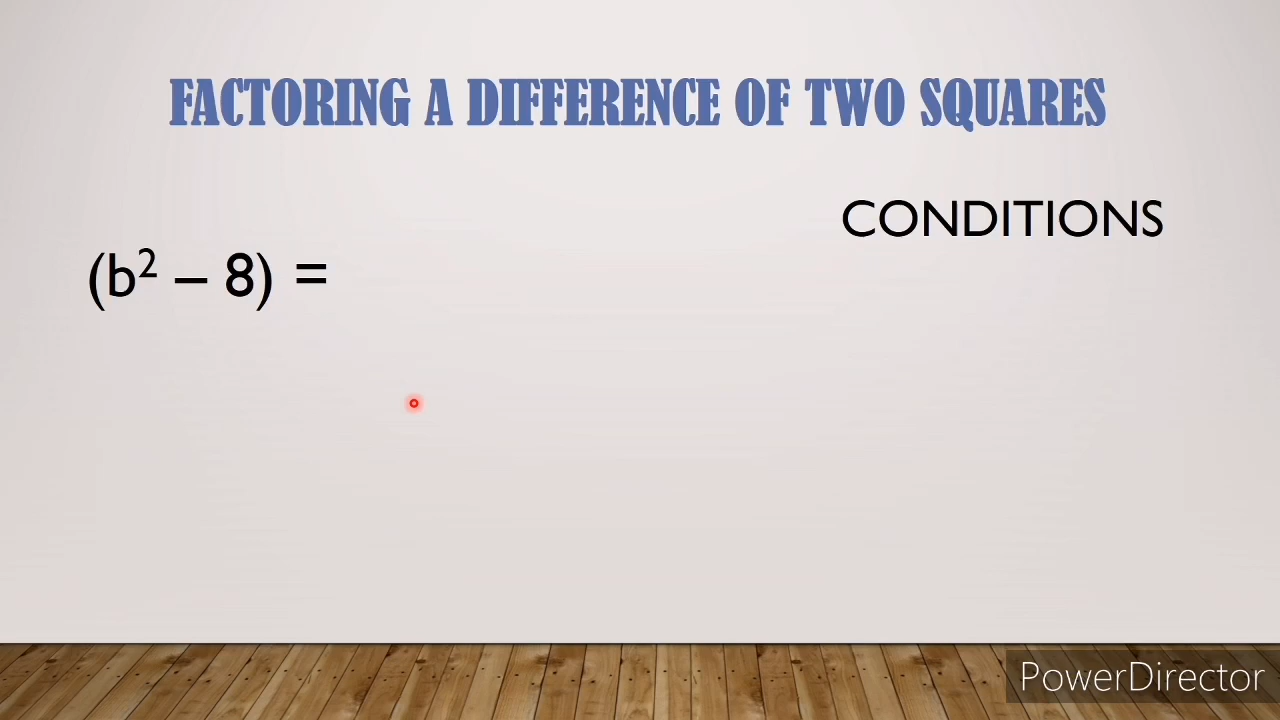 FACTORING A DIFFERENCE OF TWO SQUARES
CONDITIONS
(b² – 8) =
PowerDirector